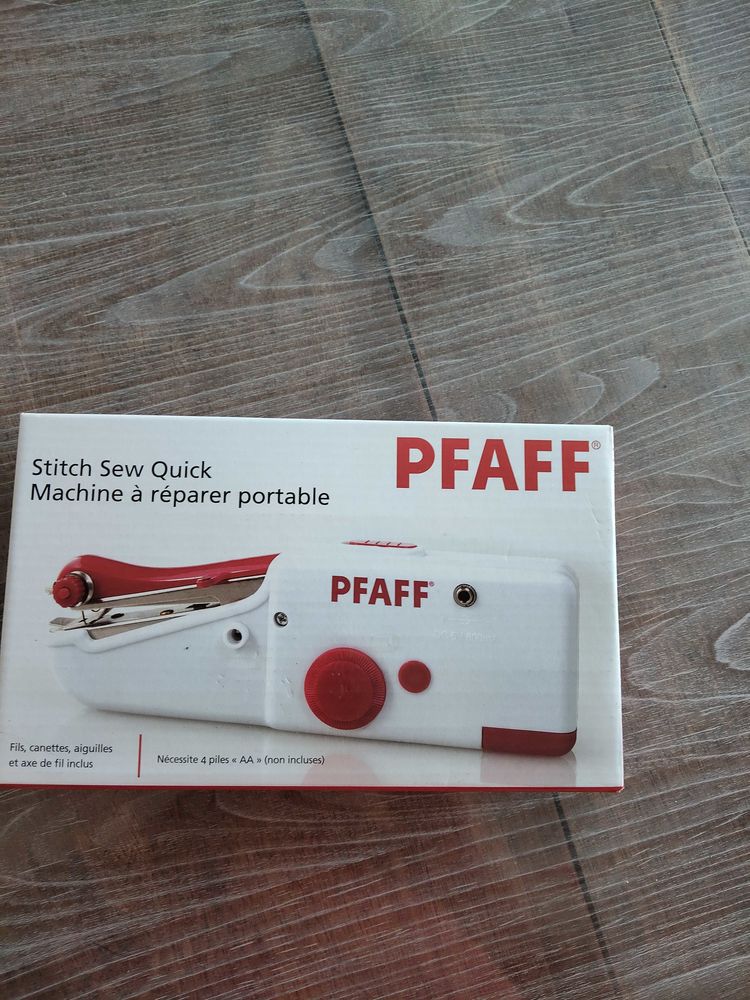 PFAFF®
Stitch Sew Quick
Machine à réparer portable
PFAFF®
Fils, canettes, aiguilles
et axe de fil inclus
Nécessite 4 piles « AA » (non incluses)